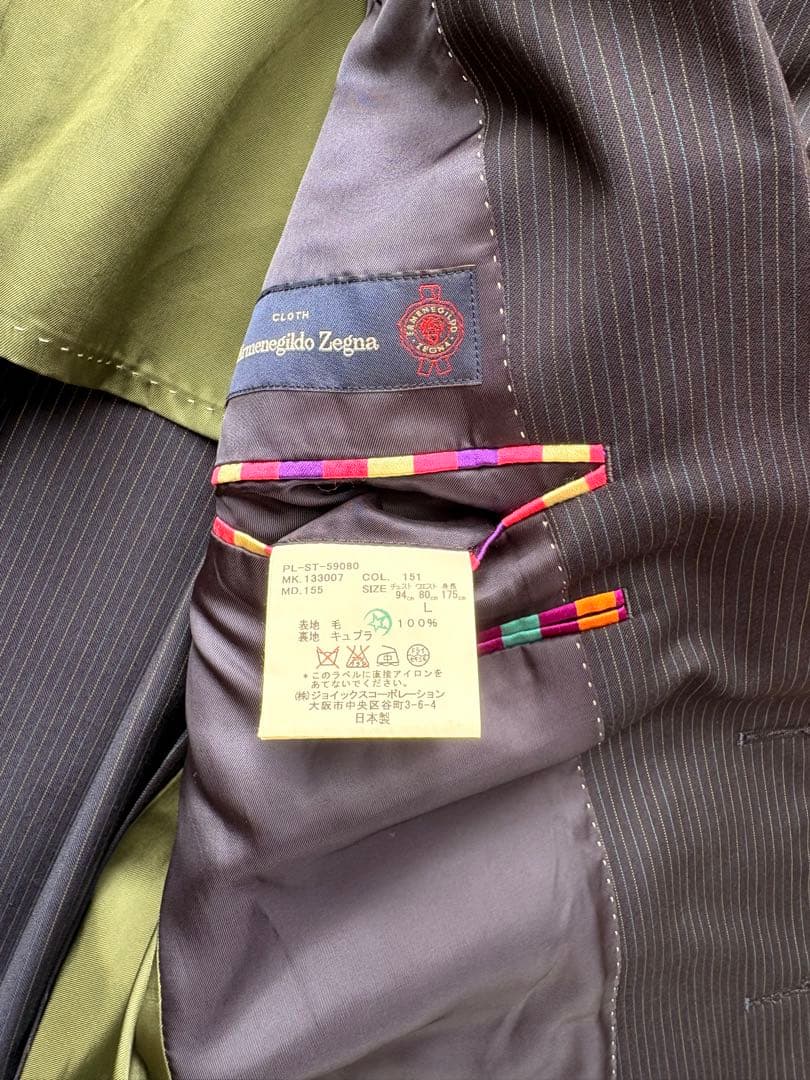 CLOTH
Ermenegildo Zegna
ERMENEGILDO
ZEGNA
PL-ST-59080
MK.133007 COL. 151
MD.155 SIZE チェスト ウエスト 身長
94cm 80cm 175cm
L
表地 毛 100%
裏地 キュプラ
*このラベルに直接アイロンを
あてないでください。
(株)ジョイックスコーポレーション
大阪市中央区谷町3-6-4
日本製